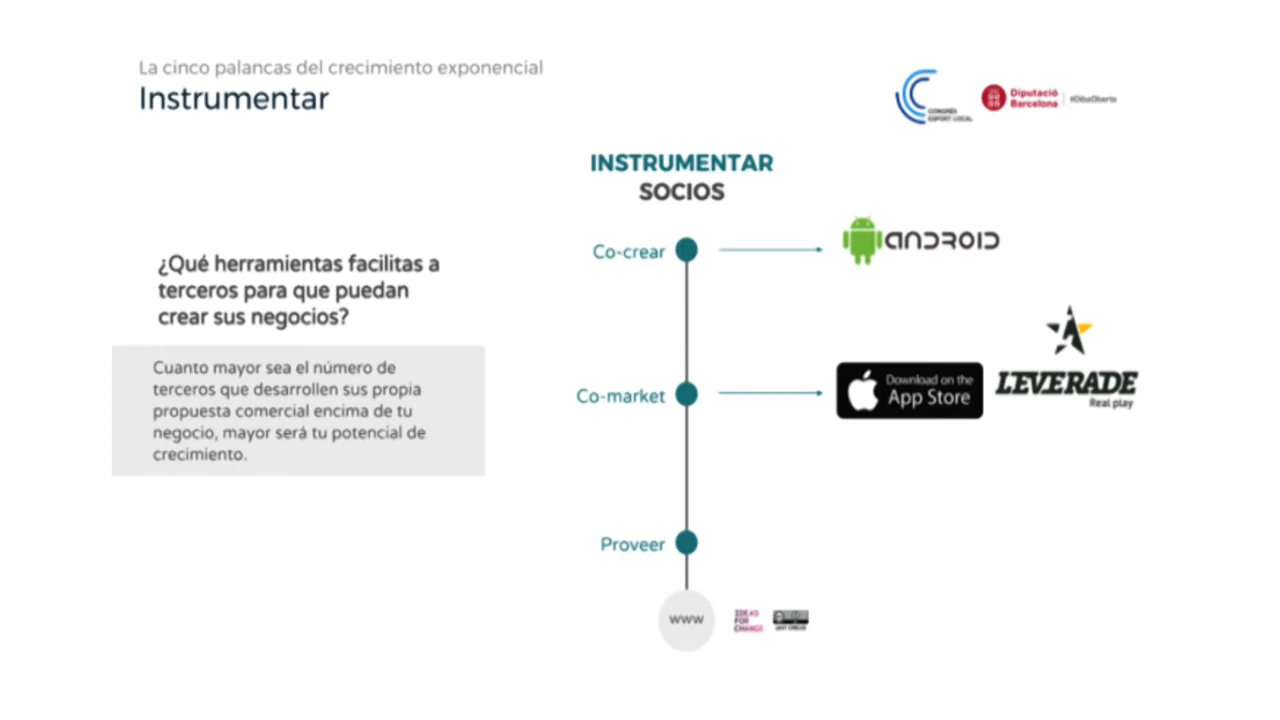 La cinco palancas del crecimiento exponencial
Instrumentar
CONGRÉS
ESPORT LOCAL
Diputació
Barcelona
#DibaOberta
INSTRUMENTAR
SOCIOS
¿Qué herramientas facilitas a
terceros para que puedan
crear sus negocios?
Cuanto mayor sea el número de
terceros que desarrollen sus propia
propuesta comercial encima de tu
negocio, mayor será tu potencial de
crecimiento.
Co-crear
ANDROID
Co-market
Download on the
App Store
LEVERADE
Real play
Proveer
www
IDEAS
FOR
CHANGE